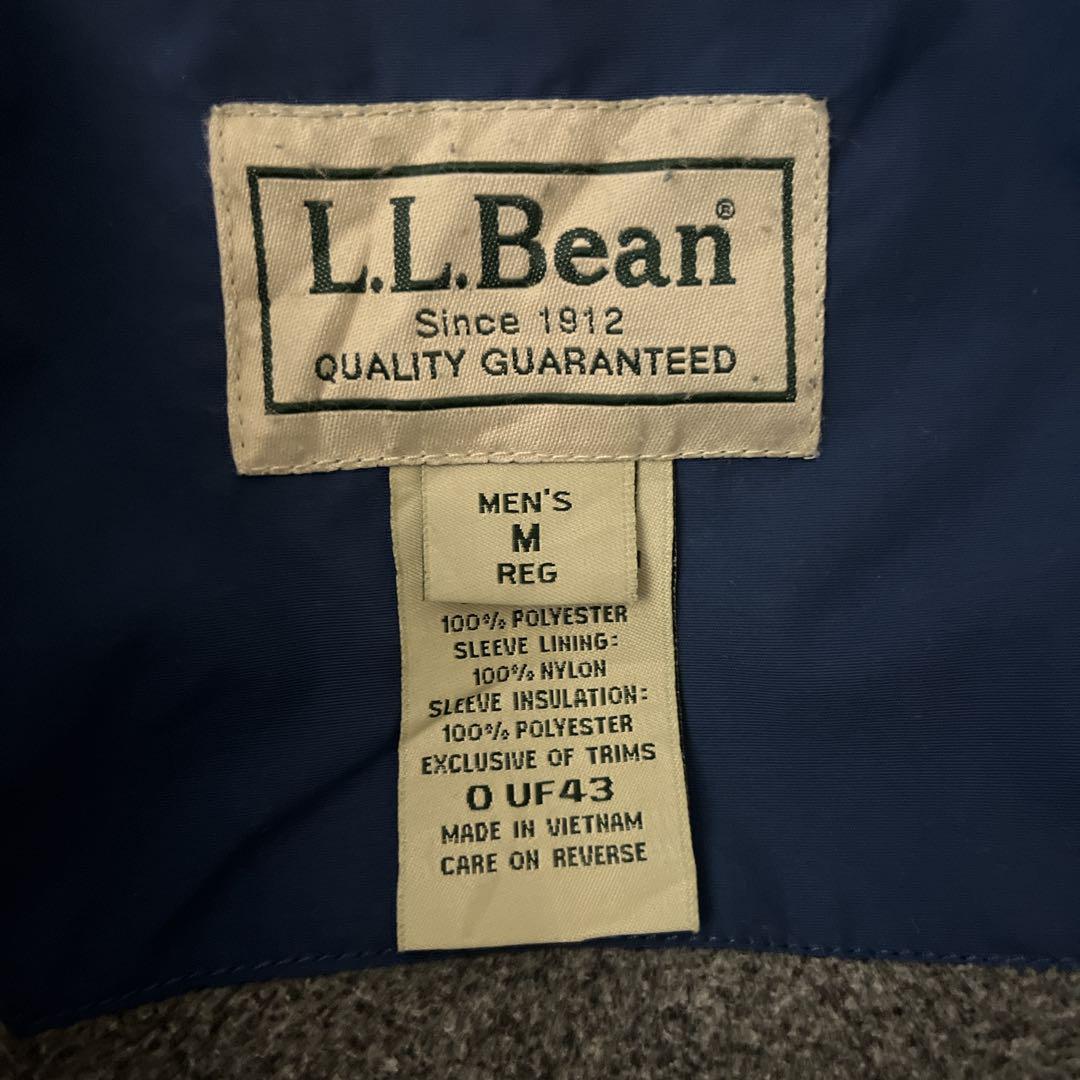 L.L.Bean®
Since 1912
QUALITY GUARANTEED
MEN'S
M
REG
100% POLYESTER
SLEEVE LINING:
100% NYLON
SLEEVE INSULATION:
100% POLYESTER
EXCLUSIVE OF TRIMS
0 UF43
MADE IN VIETNAM
CARE ON REVERSE